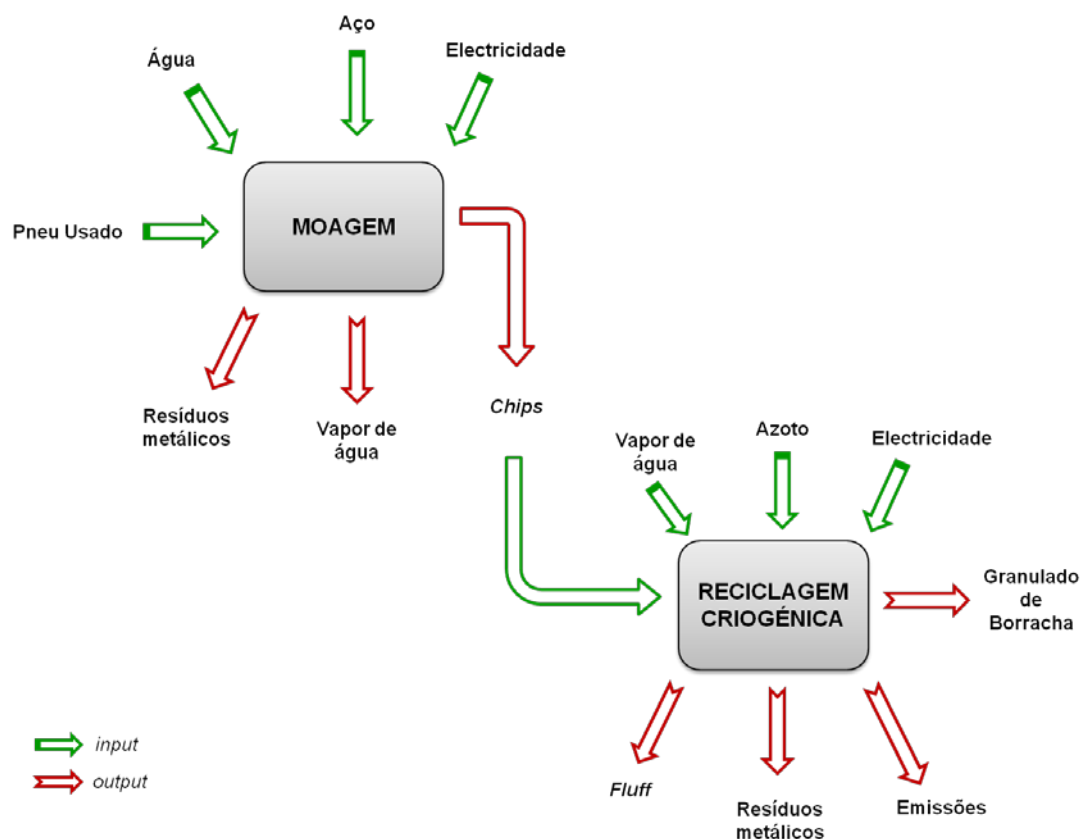 Aço
Água
Electricidade
Pneu Usado
MOAGEM
Resíduos
metálicos
Vapor de
água
Chips
Vapor de
água
Azoto
Electricidade
RECICLAGEM
CRIOGÉNICA
Granulado
de
Borracha
input
output
Fluff
Resíduos
metálicos
Emissões